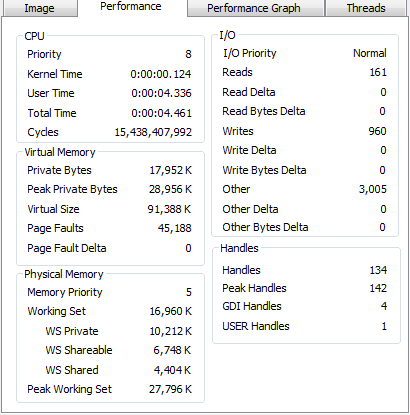 Image Performance Performance Graph Threads
CPU
Priority 8
Kernel Time 0:00:00.124
User Time 0:00:04.336
Total Time 0:00:04.461
Cycles 15,438,407,992
Virtual Memory
Private Bytes 17,952 K
Peak Private Bytes 28,956 K
Virtual Size 91,388 K
Page Faults 45,188
Page Fault Delta 0
Physical Memory
Memory Priority 5
Working Set 16,960 K
WS Private 10,212 K
WS Shareable 6,748 K
WS Shared 4,404 K
Peak Working Set 27,796 K
I/O
I/O Priority Normal
Reads 161
Read Delta 0
Read Bytes Delta 0
Writes 960
Write Delta 0
Write Bytes Delta 0
Other 3,005
Other Delta 0
Other Bytes Delta 0
Handles
Handles 134
Peak Handles 142
GDI Handles 4
USER Handles 1